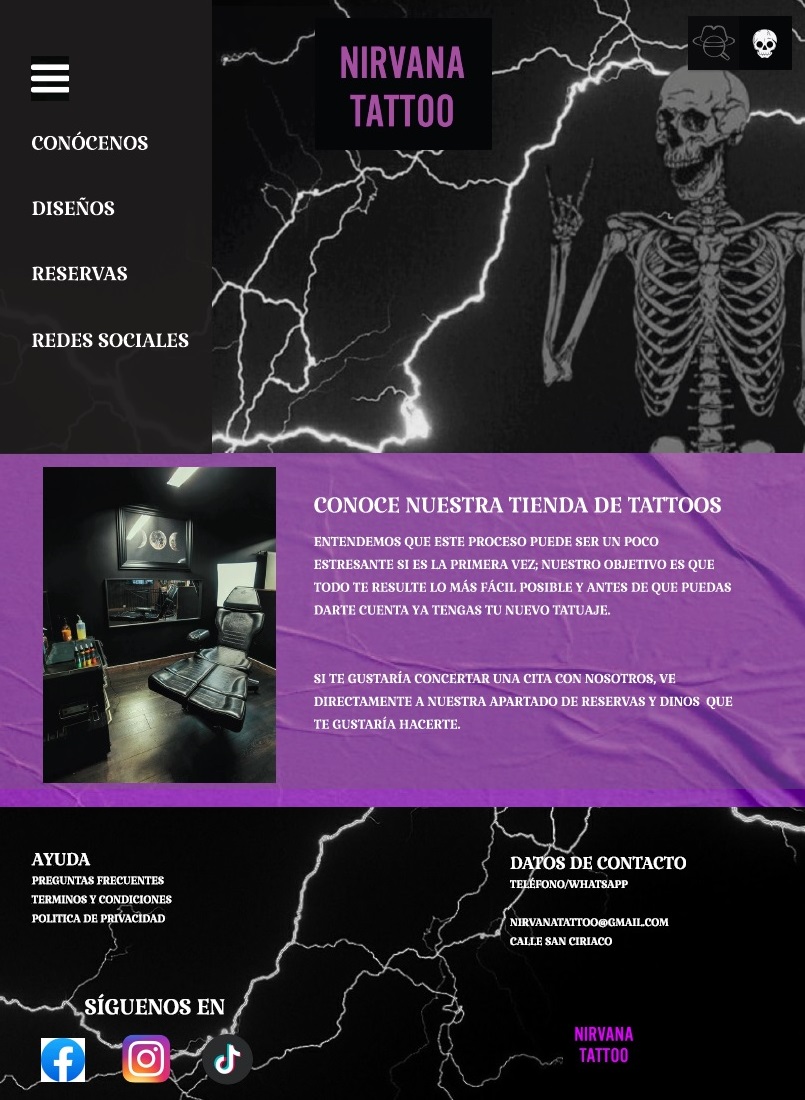 NIRVANA
TATTOO
CONÓCENOS
DISEÑOS
RESERVAS
REDES SOCIALES
CONOCE NUESTRA TIENDA DE TATTOOS
ENTENDEMOS QUE ESTE PROCESO PUEDE SER UN POCO
ESTRESANTE SI ES LA PRIMERA VEZ; NUESTRO OBJETIVO ES QUE
TODO TE RESULTE LO MÁS FÁCIL POSIBLE Y ANTES DE QUE PUEDAS
DARTE CUENTA YA TENGAS TU NUEVO TATUAJE.
SI TE GUSTARÍA CONCERTAR UNA CITA CON NOSOTROS, VE
DIRECTAMENTE A NUESTRA APARTADO DE RESERVAS Y DINOS QUE
TE GUSTARÍA HACERTE.
AYUDA
PREGUNTAS FRECUENTES
TERMINOS Y CONDICIONES
POLITICA DE PRIVACIDAD
SÍGUENOS EN
DATOS DE CONTACTO
TELÉFONO/WHATSAPP
NIRVANATATTOO@GMAIL.COM
CALLE SAN CIRIACO
NIRVANA
TATTOO